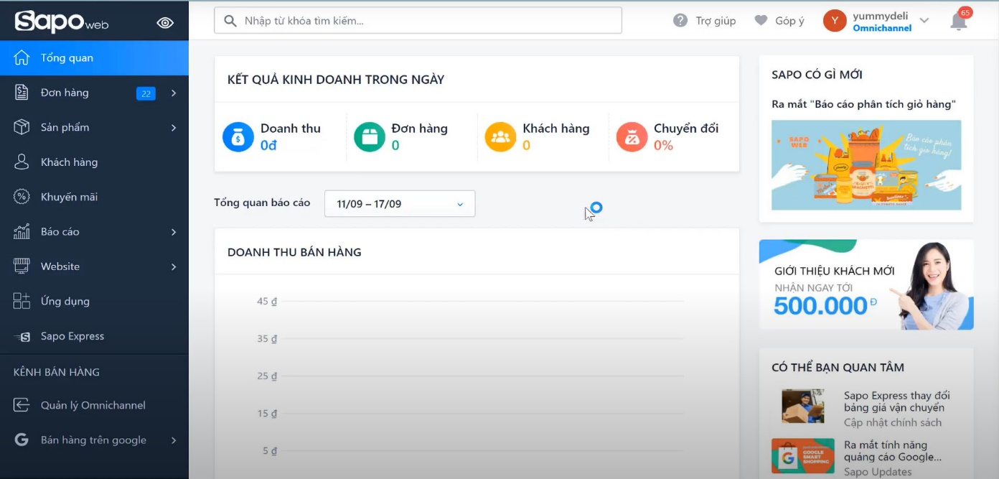 Sapo web
Nhập từ khóa tìm kiếm...
Trợ giúp
Góp ý
Y
yummydeli
Omnichannel
65
Tổng quan
Đơn hàng
22
Sản phẩm
Khách hàng
Khuyến mãi
Báo cáo
Website
Ứng dụng
Sapo Express
KÊNH BÁN HÀNG
Quản lý Omnichannel
Bán hàng trên google
KẾT QUẢ KINH DOANH TRONG NGÀY
Doanh thu
0đ
Đơn hàng
0
Khách hàng
0
Chuyển đổi
0%
Tổng quan báo cáo
11/09 – 17/09
DOANH THU BÁN HÀNG
45 ₫
35 ₫
25 ₫
15 ₫
5 ₫
SAPO CÓ GÌ MỚI
Ra mắt "Báo cáo phân tích giỏ hàng"
SAPO
WEB
Báo cáo phân
tích giỏ hàng!
GIỚI THIỆU KHÁCH MỚI
NHẬN NGAY TỚI
500.000Đ
CÓ THỂ BẠN QUAN TÂM
Sapo Express thay đổi
bảng giá vận chuyển
Cập nhật chính sách
GOOGLE
SMART
SHOPPING
Ra mắt tính năng
quảng cáo Google...
Sapo Updates